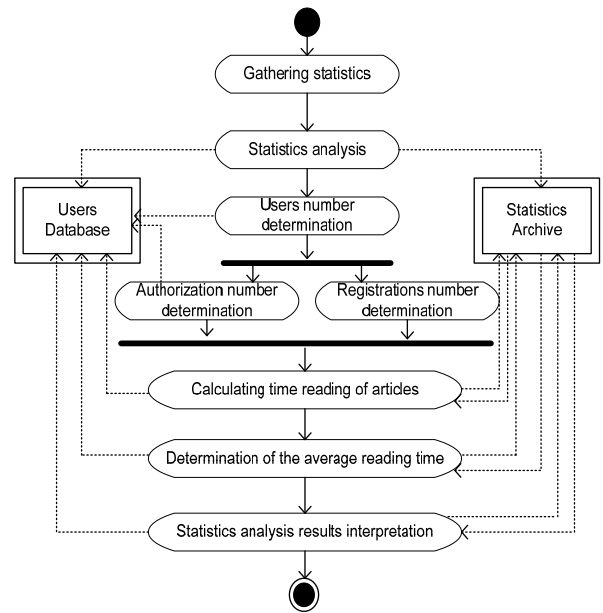 Gathering statistics
Statistics analysis
Users
Database
Users number
determination
Statistics
Archive
Authorization number
determination
Registrations number
determination
Calculating time reading of articles
Determination of the average reading time
Statistics analysis results interpretation